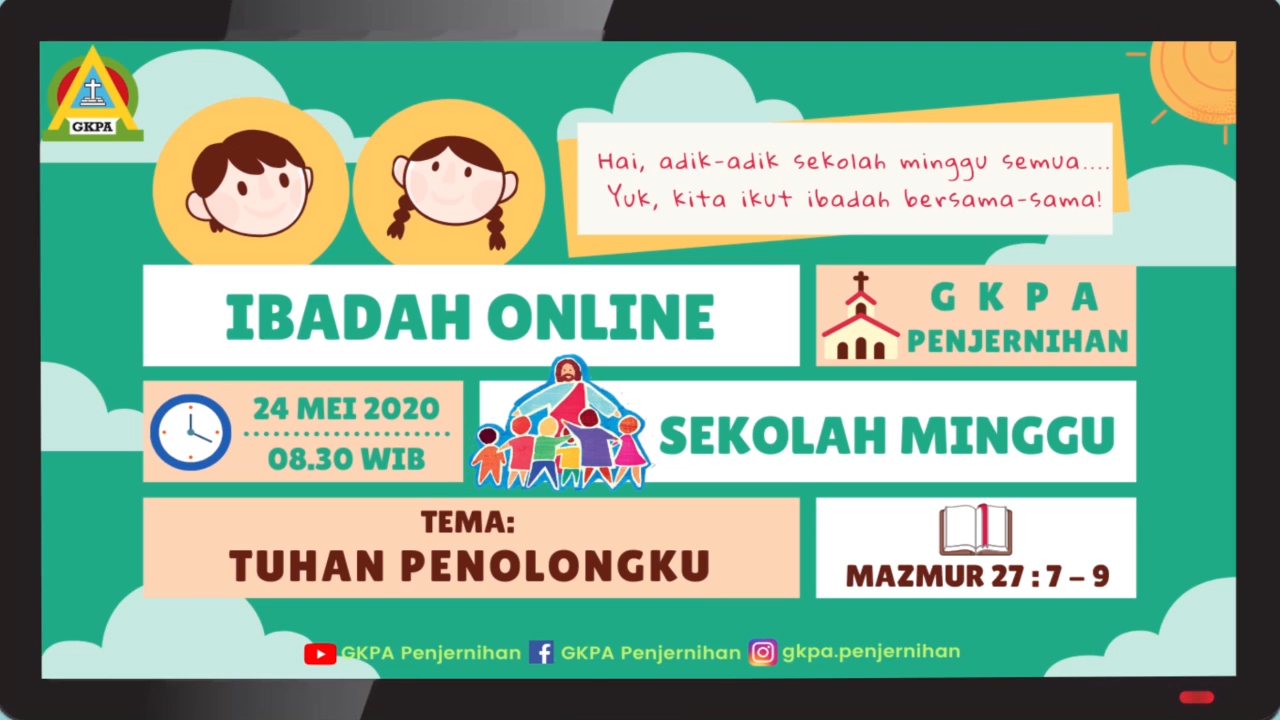 GKPA
Hai, adik-adik sekolah minggu semua....
Yuk, kita ikut ibadah bersama-sama!
IBADAH ONLINE
G K P A
PENJERNIHAN
24 MEI 2020
08.30 WIB
SEKOLAH MINGGU
TEMA:
TUHAN PENOLONGKU
MAZMUR 27 : 7 – 9
GKPA Penjernihan GKPA Penjernihan gkpa.penjernihan